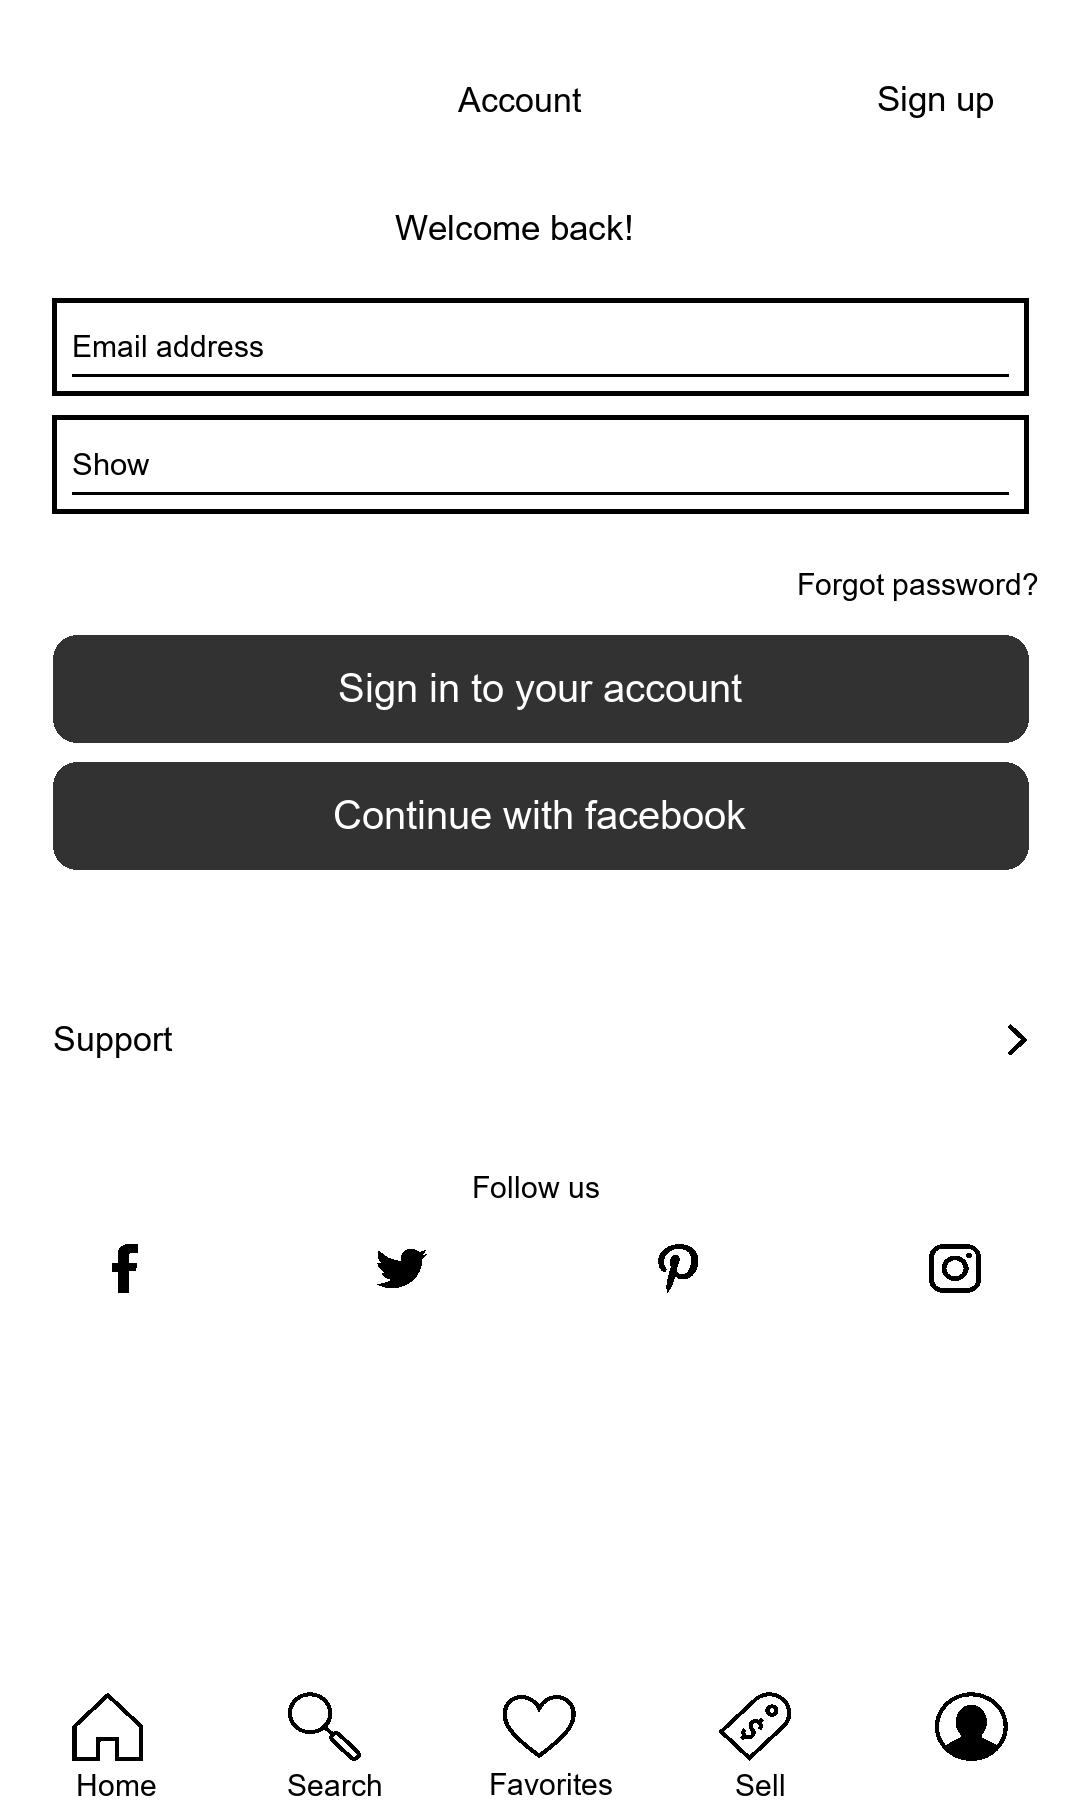 Account
Sign up
Welcome back!
Email address
Show
Forgot password?
Sign in to your account
Continue with facebook
Support
Follow us
Home
Search
Favorites
Sell